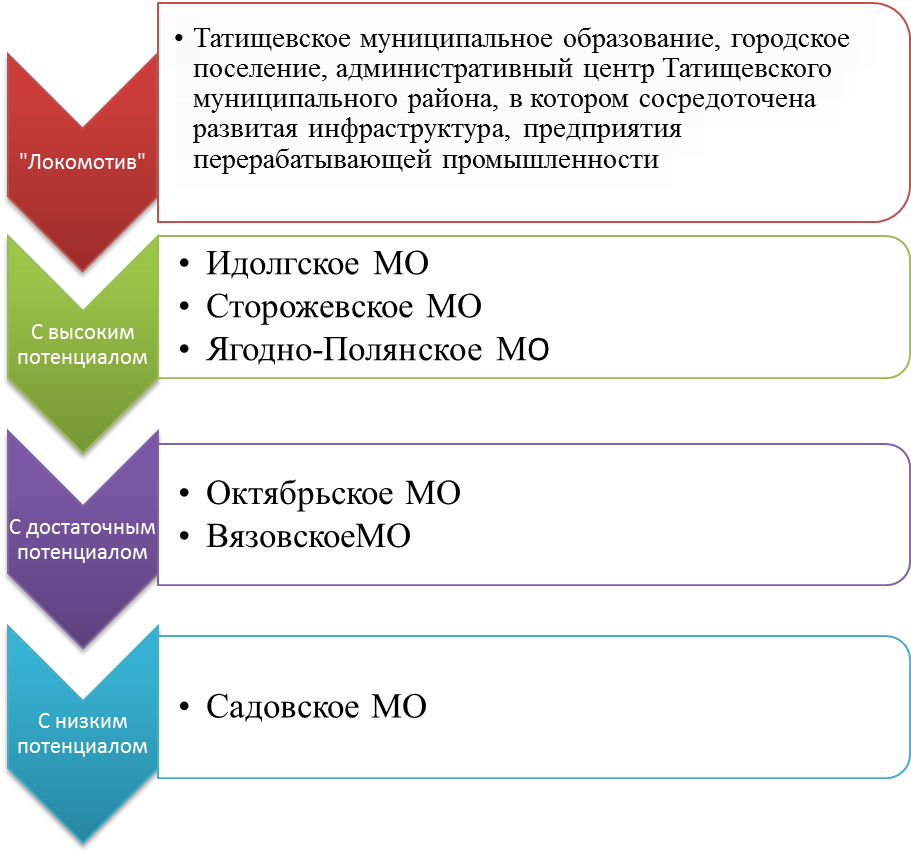 "Локомотив"
• Татищевское муниципальное образование, городское
поселение, административный центр Татищевского
муниципального района, в котором сосредоточена
развитая инфраструктура, предприятия
перерабатывающей промышленности
С высоким
потенциалом
• Идолгское МО
• Сторожевское МО
• Ягодно-Полянское МО
С достаточным
потенциалом
• Октябрьское МО
• ВязовскоеМО
С низким
потенциалом
• Садовское МО